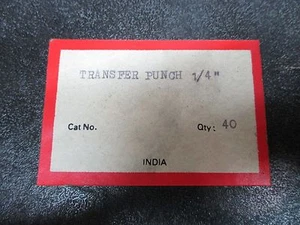 TRANSFER PUNCH 1/4"
Cat No. Qty: 40
INDIA